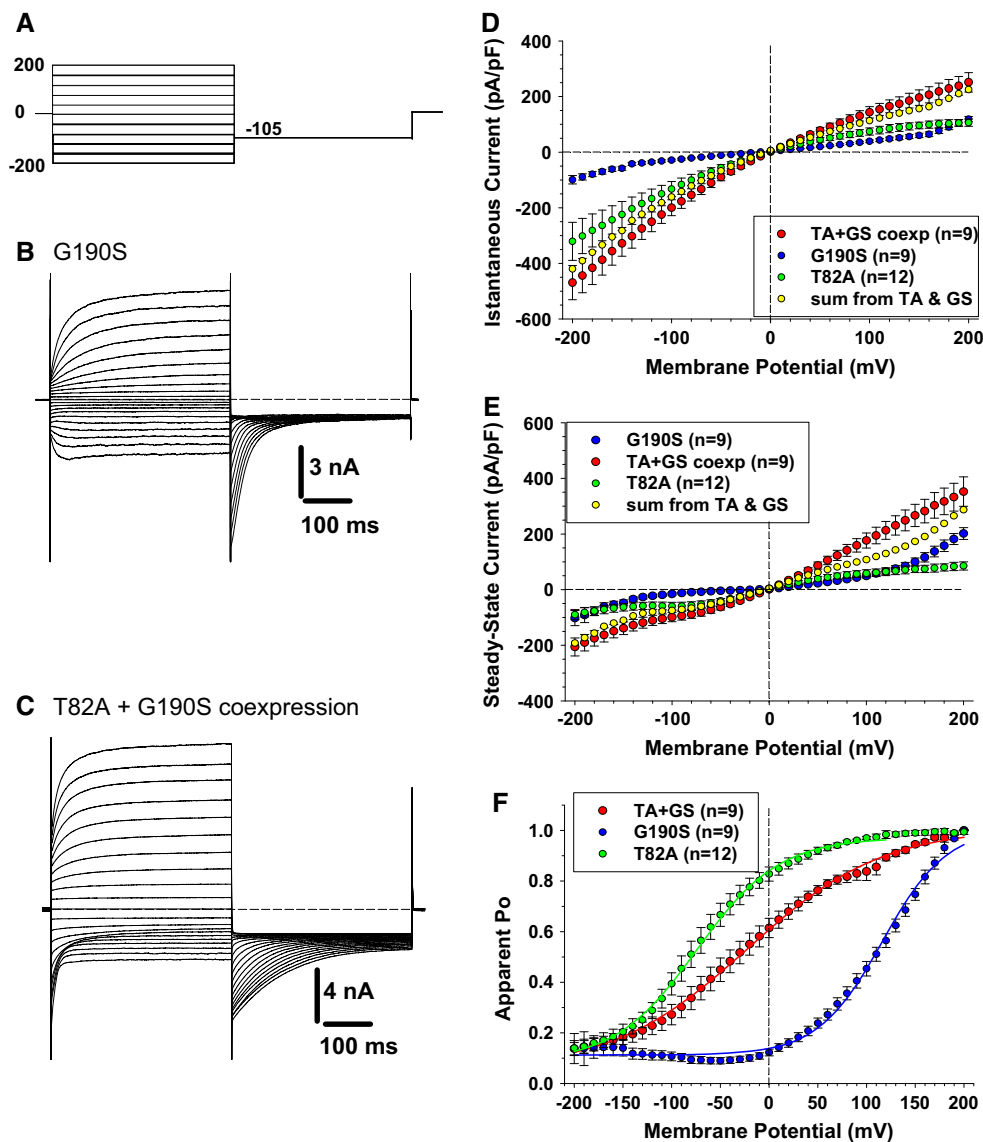 A
200
0
-200
-105
B G190S
3 nA
100 ms
C T82A + G190S coexpression
4 nA
100 ms
D
Istantaneous Current (pA/pF)
400
200
0
-200
-400
-600
TA+GS coexp (n=9)
G190S (n=9)
T82A (n=12)
sum from TA & GS
-200 -100 0 100 200
Membrane Potential (mV)
E
Steady-State Current (pA/pF)
600
400
200
0
-200
-400
G190S (n=9)
TA+GS coexp (n=9)
T82A (n=12)
sum from TA & GS
-200 -100 0 100 200
Membrane Potential (mV)
F
Apparent Po
1.0
0.8
0.6
0.4
0.2
0.0
TA+GS (n=9)
G190S (n=9)
T82A (n=12)
-200 -150 -100 -50 0 50 100 150 200
Membrane Potential (mV)